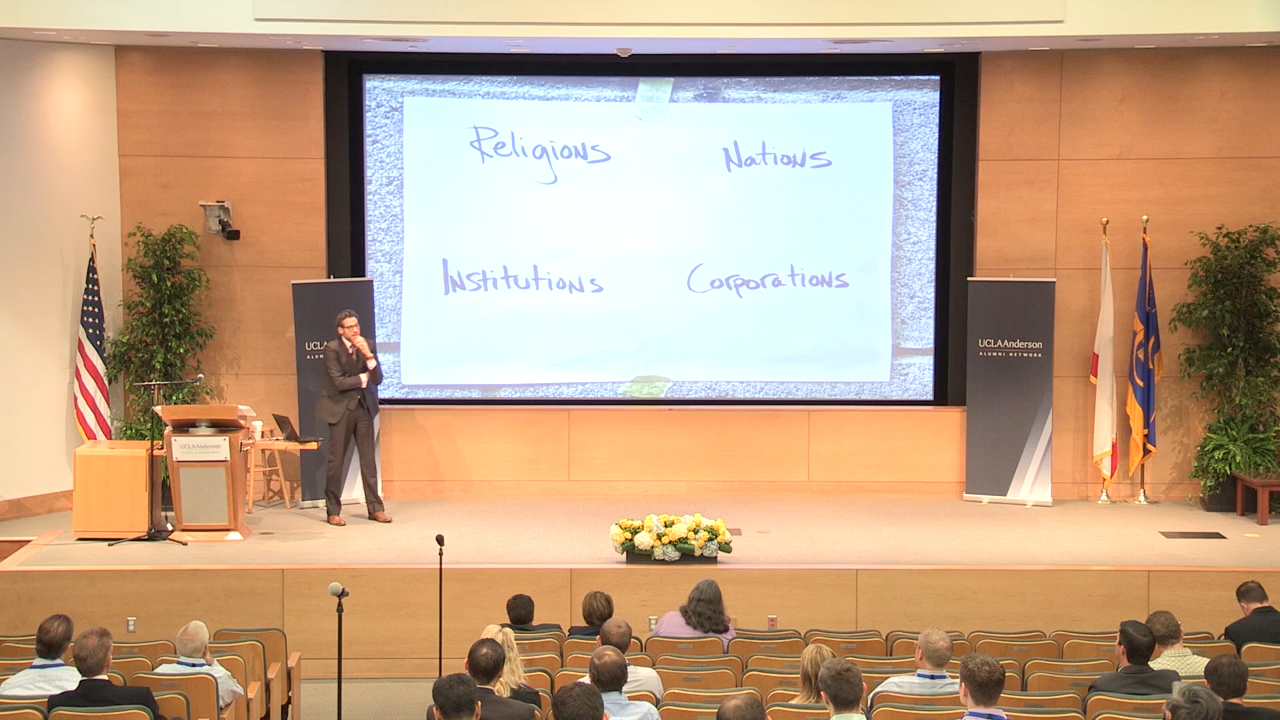 Religions
Nations
Institutions
Corporations
UCLAAnderson
ALUMNI NETWORK
UCLAAnderson